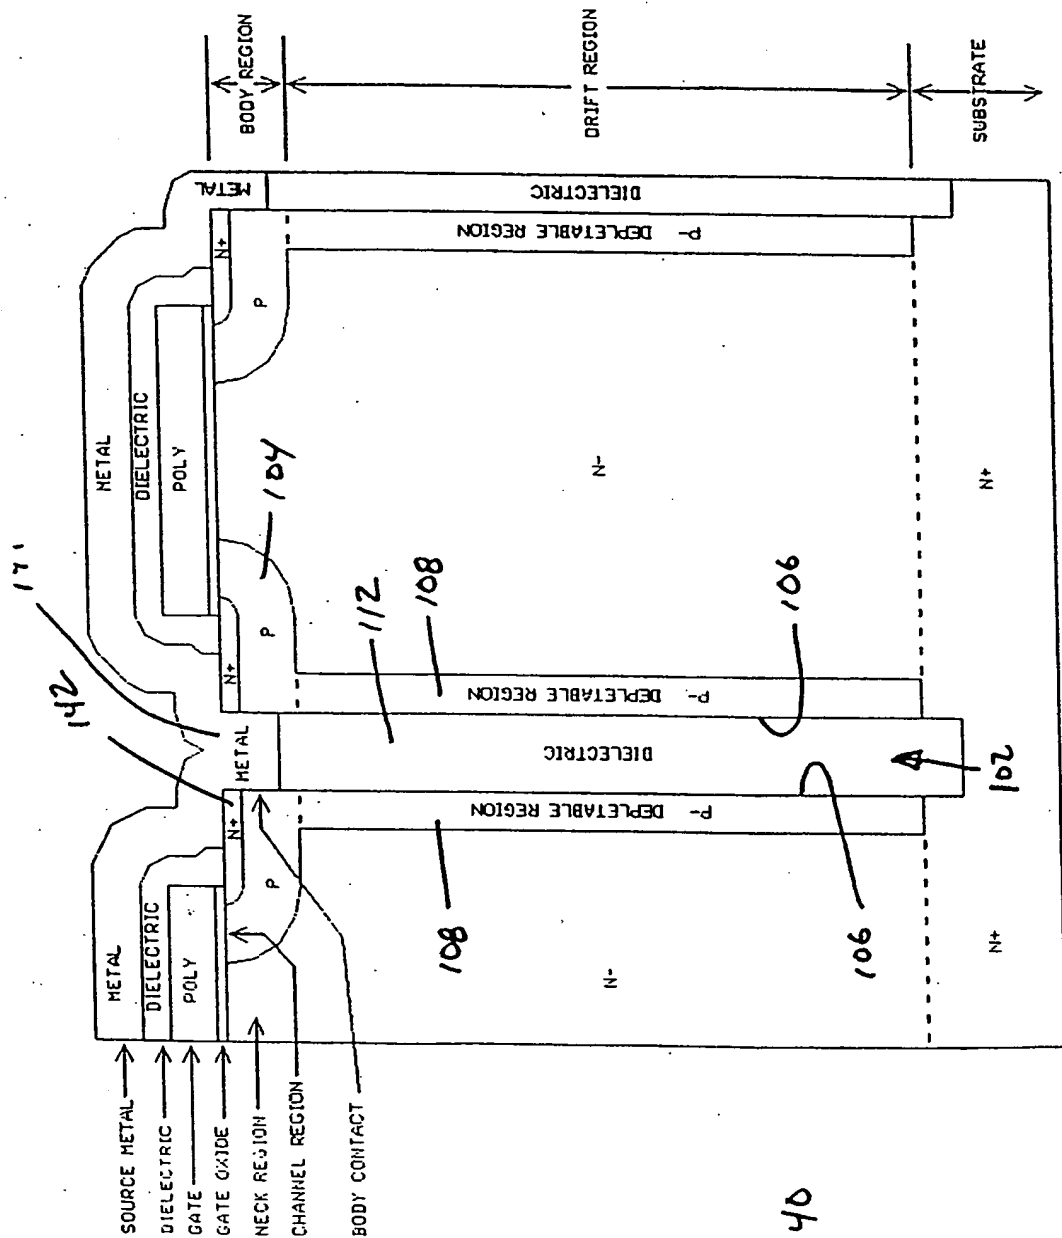 SOURCE METAL
DIELECTRIC
GATE
GATE OXIDE
NECK REGION
CHANNEL REGION
BODY CONTACT
METAL
DIELECTRIC
POLY
METAL
DIELECTRIC
POLY
142
N+
METAL
N+
N+
METAL
P
P
P
104
BODY REGION
DRIFT REGION
SUBSTRATE
P- DEPLETABLE REGION
DIELECTRIC
P- DEPLETABLE REGION
P- DEPLETABLE REGION
DIELECTRIC
108
112
108
N-
N-
106
106
102
N+
N+
40